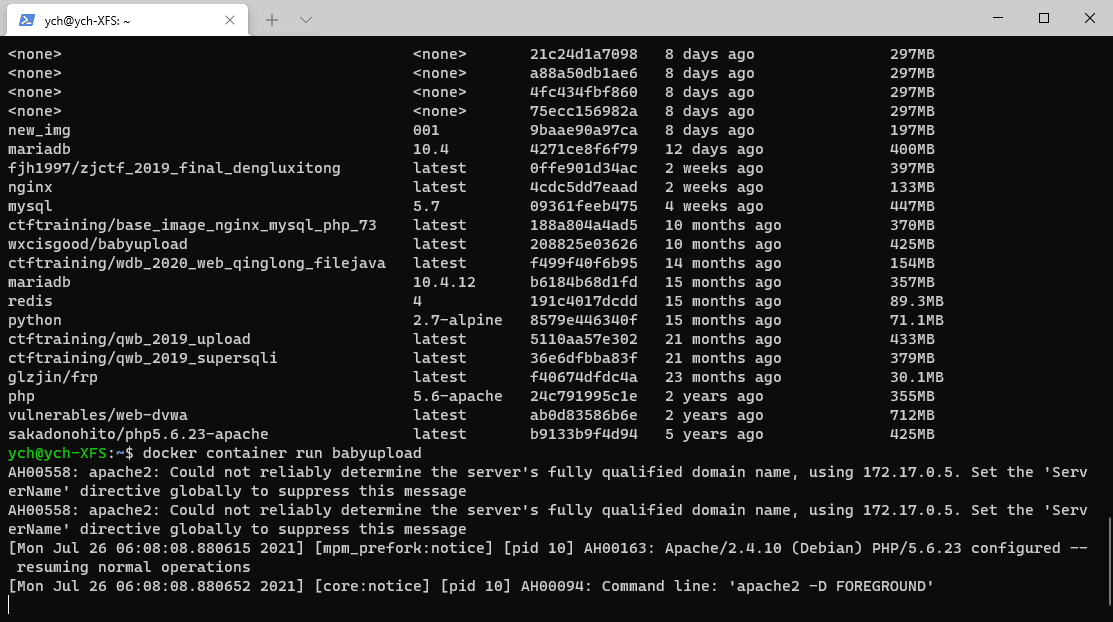 ych@ych-XFS: ~
<none> <none> 21c24d1a7098 8 days ago 297MB
<none> <none> a88a50db1ae6 8 days ago 297MB
<none> <none> 4fc434fbf860 8 days ago 297MB
<none> <none> 75ecc156982a 8 days ago 297MB
new_img 001 9baae90a97ca 8 days ago 197MB
mariadb 10.4 4271ce8f6f79 12 days ago 400MB
fjh1997/zjctf_2019_final_dengluxitong latest 0ffe901d34ac 2 weeks ago 397MB
nginx latest 4cdc5dd7eaad 2 weeks ago 133MB
mysql 5.7 09361feeb475 4 weeks ago 447MB
ctftraining/base_image_nginx_mysql_php_73 latest 188a804a4ad5 10 months ago 370MB
wxcisgood/babyupload latest 208825e03626 10 months ago 425MB
ctftraining/wdb_2020_web_qinglong_filejava latest f499f40f6b95 14 months ago 154MB
mariadb 10.4.12 b6184b68d1fd 15 months ago 357MB
redis 4 191c4017dcdd 15 months ago 89.3MB
python 2.7-alpine 8579e446340f 15 months ago 71.1MB
ctftraining/qwb_2019_upload latest 5110aa57e302 21 months ago 433MB
ctftraining/qwb_2019_supersqli latest 36e6dfbba83f 21 months ago 379MB
glzjin/frp latest f40674dfdc4a 23 months ago 30.1MB
php 5.6-apache 24c791995c1e 2 years ago 355MB
vulnerables/web-dvwa latest ab0d83586b6e 2 years ago 712MB
sakadonohito/php5.6.23-apache latest b9133b9f4d94 5 years ago 425MB
ych@ych-XFS:~$ docker container run babyupload
AH00558: apache2: Could not reliably determine the server's fully qualified domain name, using 172.17.0.5. Set the 'Serv
erName' directive globally to suppress this message
AH00558: apache2: Could not reliably determine the server's fully qualified domain name, using 172.17.0.5. Set the 'Serv
erName' directive globally to suppress this message
[Mon Jul 26 06:08:08.880615 2021] [mpm_prefork:notice] [pid 10] AH00163: Apache/2.4.10 (Debian) PHP/5.6.23 configured --
resuming normal operations
[Mon Jul 26 06:08:08.880652 2021] [core:notice] [pid 10] AH00094: Command line: 'apache2 -D FOREGROUND'